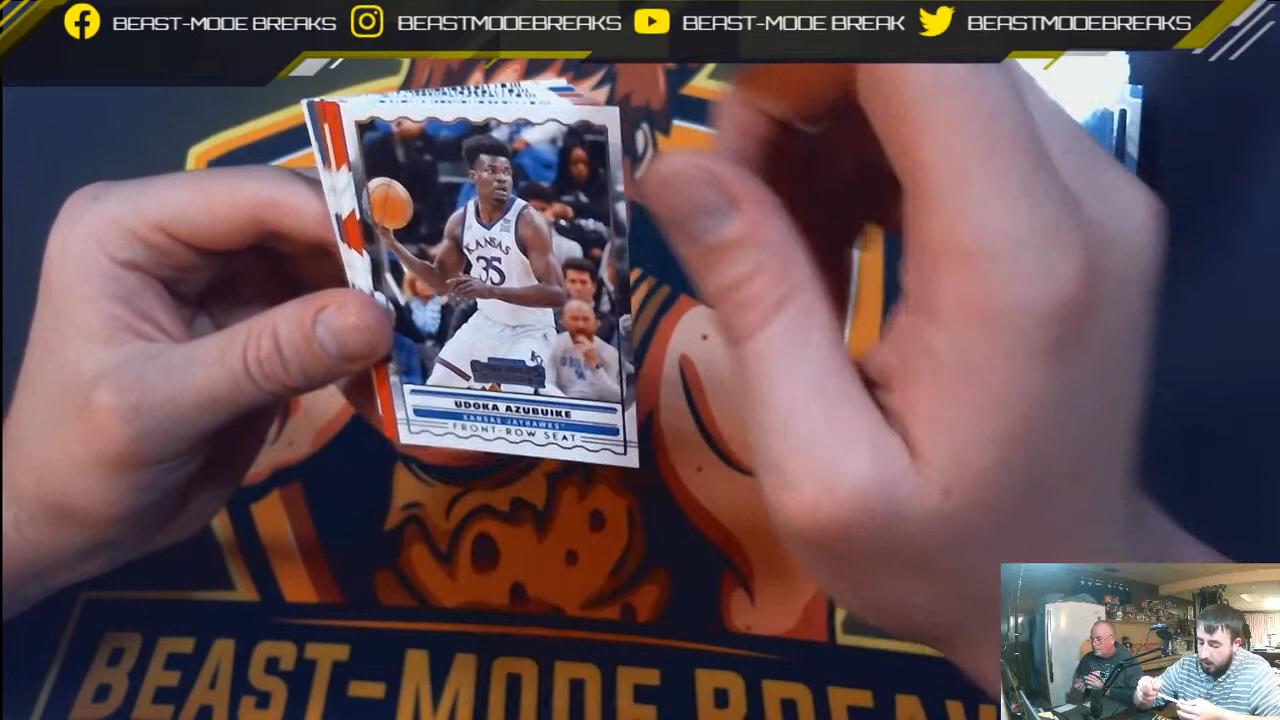 BEAST-MODE BREAKS BEASTMODEBREAKS BEAST-MODE BREAK BEASTMODEBREAKS
KANSAS
35
UDOKA AZUBUIKE
KANSAS JAYHAWKS
FRONT-ROW SEAT
BEAST-MODE BREAK